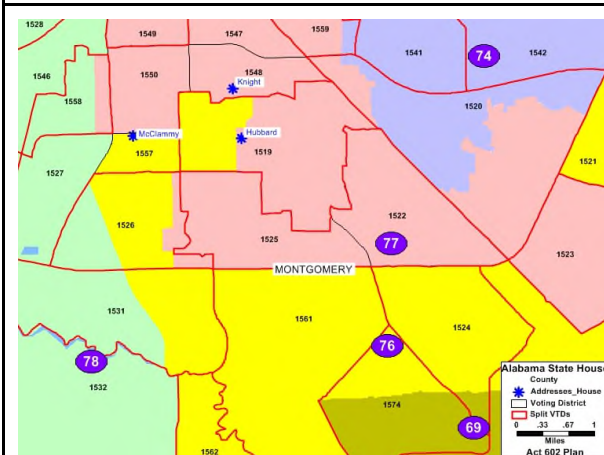 1528
1549
1547
1559
1541
74
1542
1546
1550
1548
Knight
1558
1520
McClammy
Hubbard
1557
1519
1521
1527
1526
1522
1525
77
1523
MONTGOMERY
1531
1561
1524
76
78
1532
1574
69
1562
Alabama State House
County
Addresses_House
Voting District
Split VTDs
0 .33 .67 1
Miles
Act 602 Plan